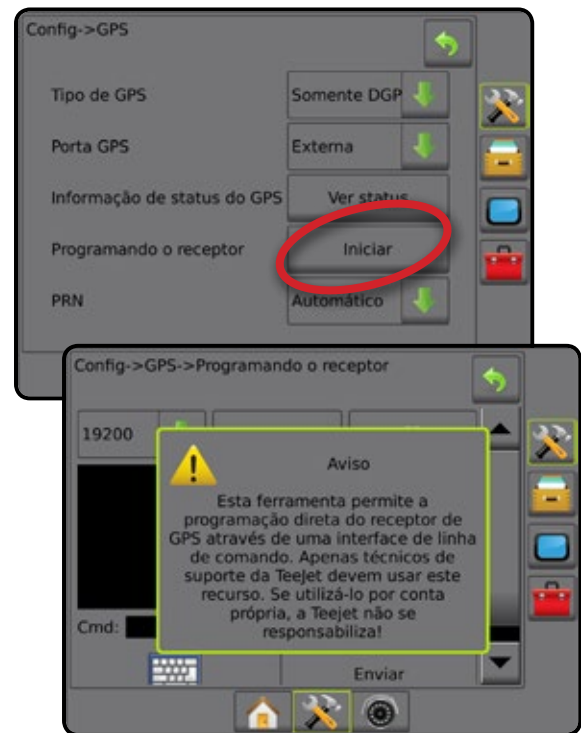 Config->GPS
Tipo de GPS
Somente DGP
Porta GPS
Externa
Informação de status do GPS
Ver status
Programando o receptor
Iniciar
PRN
Automático
Config->GPS->Programando o receptor
19200
Aviso
Esta ferramenta permite a
programação direta do receptor de
GPS através de uma interface de linha
de comando. Apenas técnicos de
suporte da TeeJet devem usar este
recurso. Se utilizá-lo por conta
própria, a Teejet não se
responsabiliza!
Cmd:
Enviar